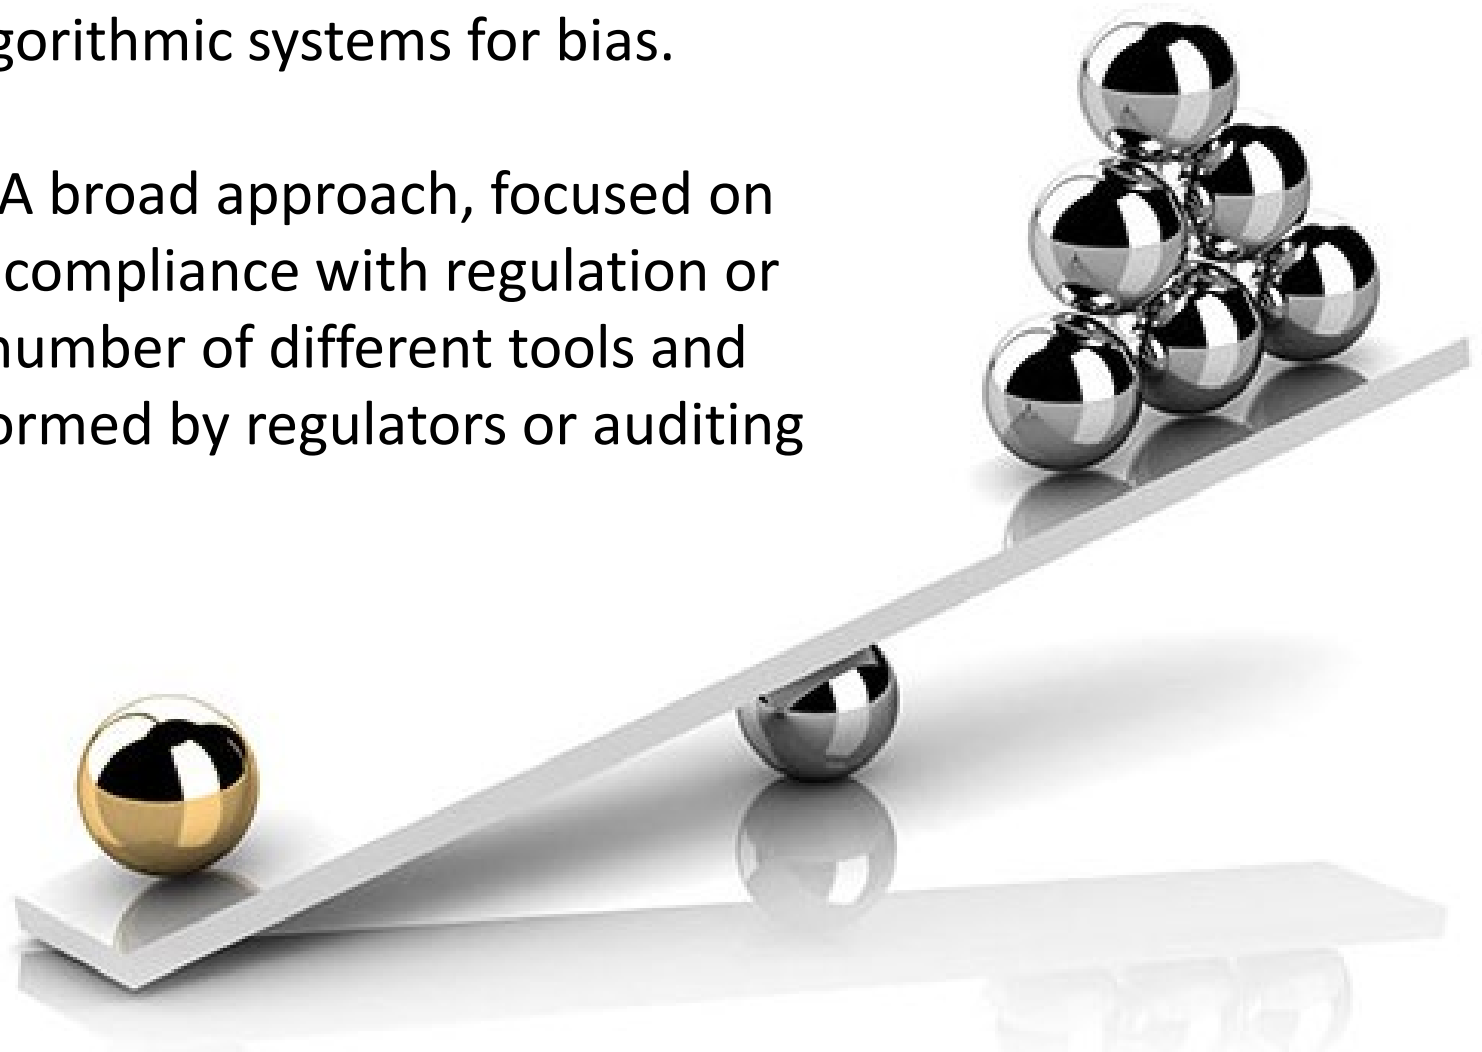 gorithmic systems for bias.
A broad approach, focused on
compliance with regulation or
number of different tools and
ormed by regulators or auditing